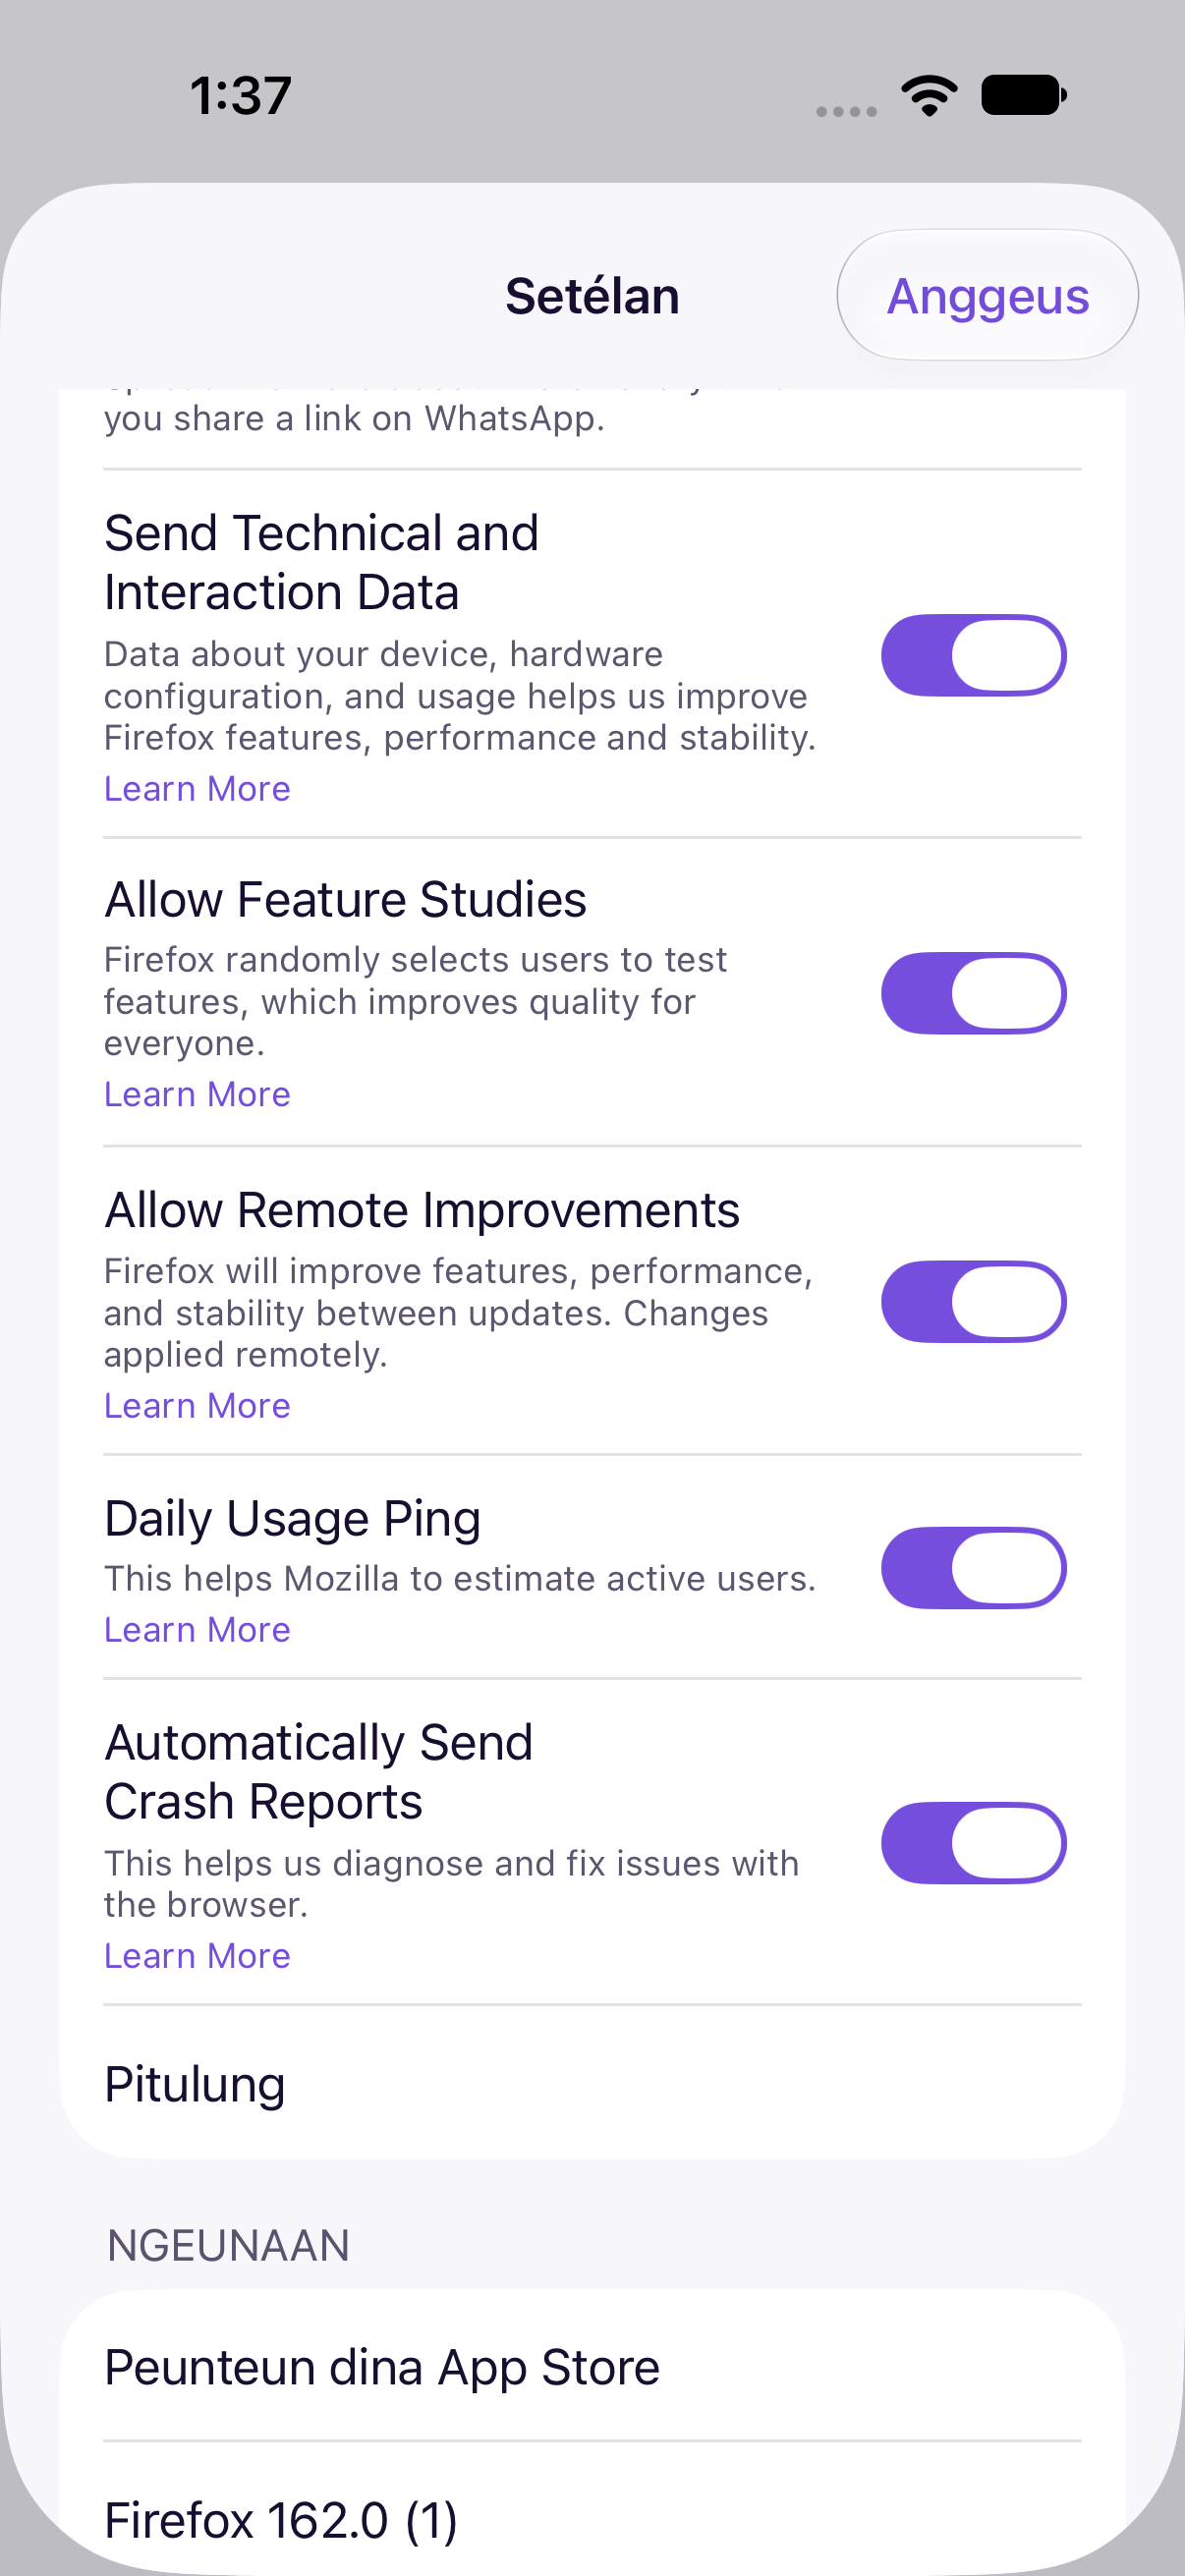 1:37
Setélan
Anggeus
you share a link on WhatsApp.
Send Technical and
Interaction Data
Data about your device, hardware
configuration, and usage helps us improve
Firefox features, performance and stability.
Learn More
Allow Feature Studies
Firefox randomly selects users to test
features, which improves quality for
everyone.
Learn More
Allow Remote Improvements
Firefox will improve features, performance,
and stability between updates. Changes
applied remotely.
Learn More
Daily Usage Ping
This helps Mozilla to estimate active users.
Learn More
Automatically Send
Crash Reports
This helps us diagnose and fix issues with
the browser.
Learn More
Pitulung
NGEUNAAN
Peunteun dina App Store
Firefox 162.0 (1)